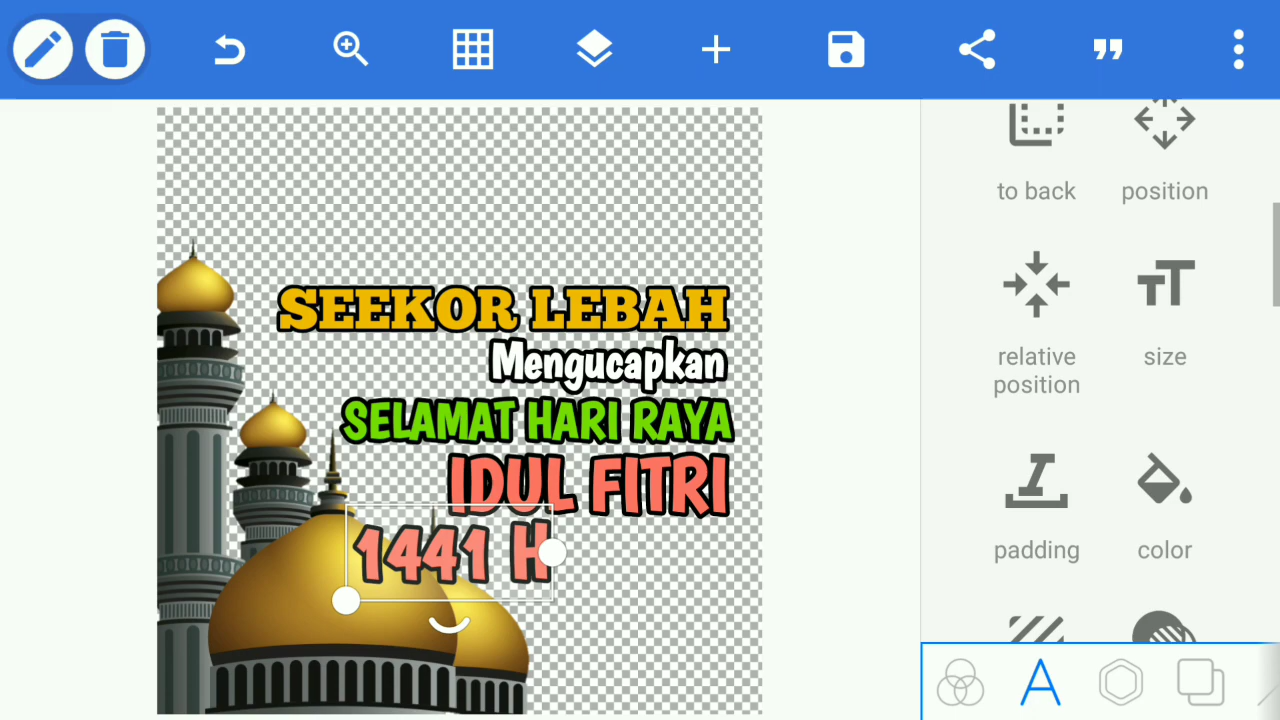 to back
position
SEEKOR LEBAH
Mengucapkan
SELAMAT HARI RAYA
IDUL FITRI
1441 H
relative position
size
padding
color